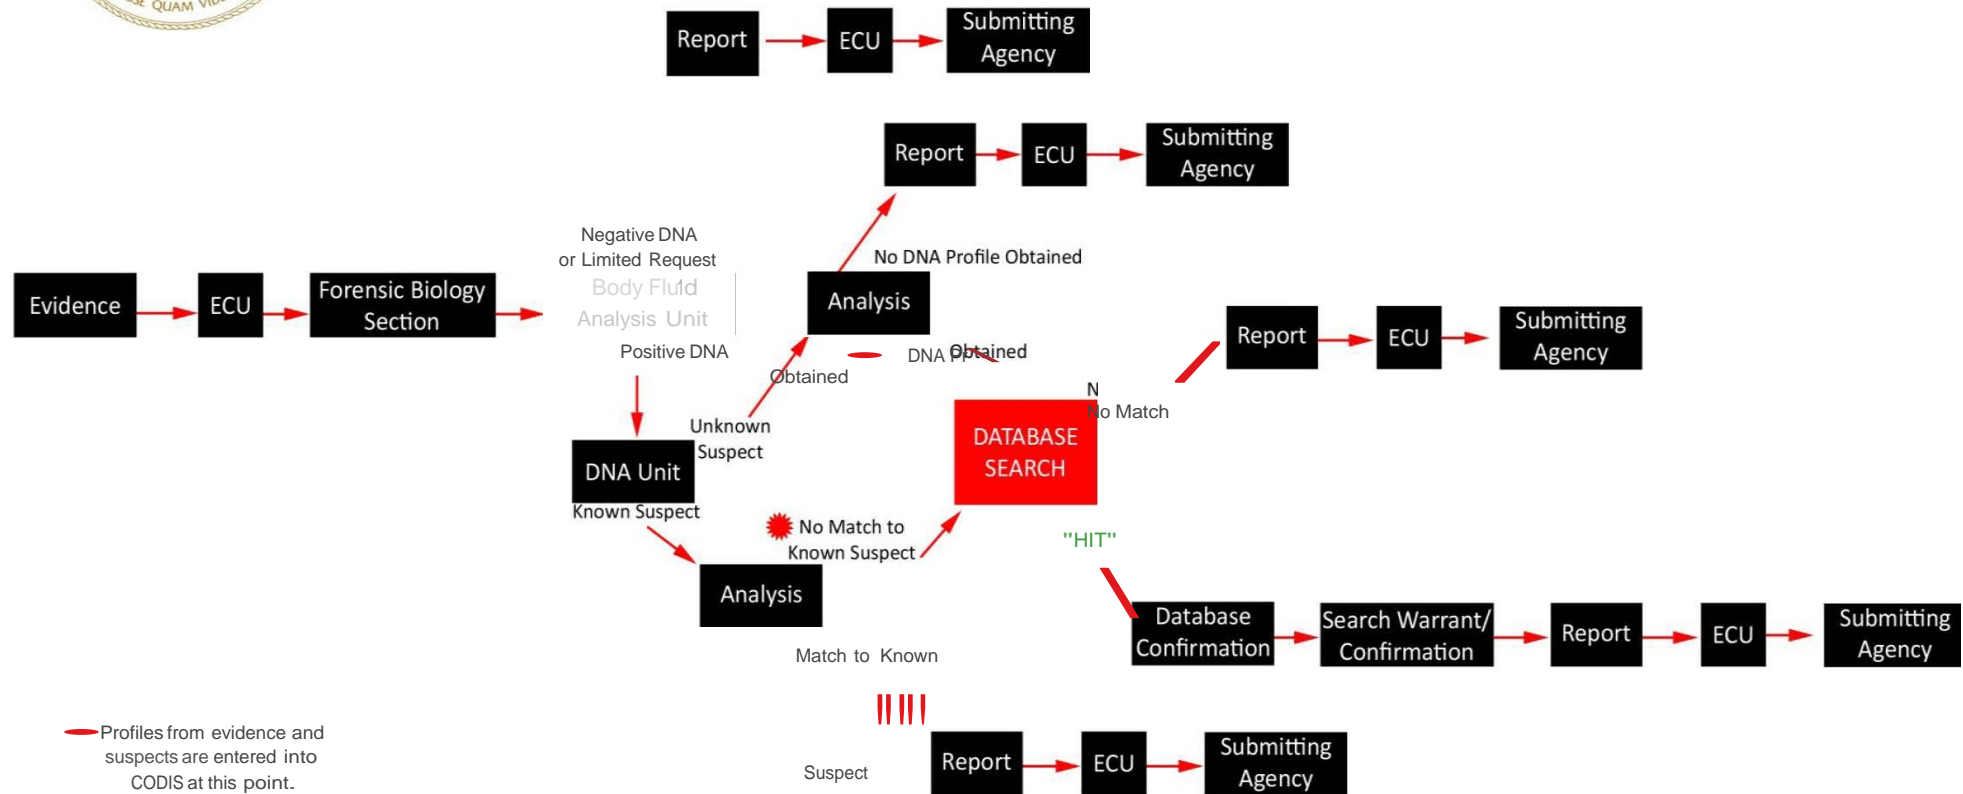 ESSE QUAM VIDE
Report
ECU
Submitting
Agency
Report
ECU
Submitting
Agency
Negative DNA
or Limited Request
Body Fluid
Analysis Unit
Evidence
ECU
Forensic Biology
Section
No DNA Profile Obtained
Analysis
Positive DNA
Obtained
DNA Pr
Obtained
Report
ECU
Submitting
Agency
N
No Match
Unknown
Suspect
DATABASE
SEARCH
DNA Unit
Known Suspect
No Match to
Known Suspect
"HIT"
Analysis
Database
Confirmation
Search Warrant/
Confirmation
Report
ECU
Submitting
Agency
Match to Known
Suspect
Report
ECU
Submitting
Agency
Profiles from evidence and
suspects are entered into
CODIS at this point.